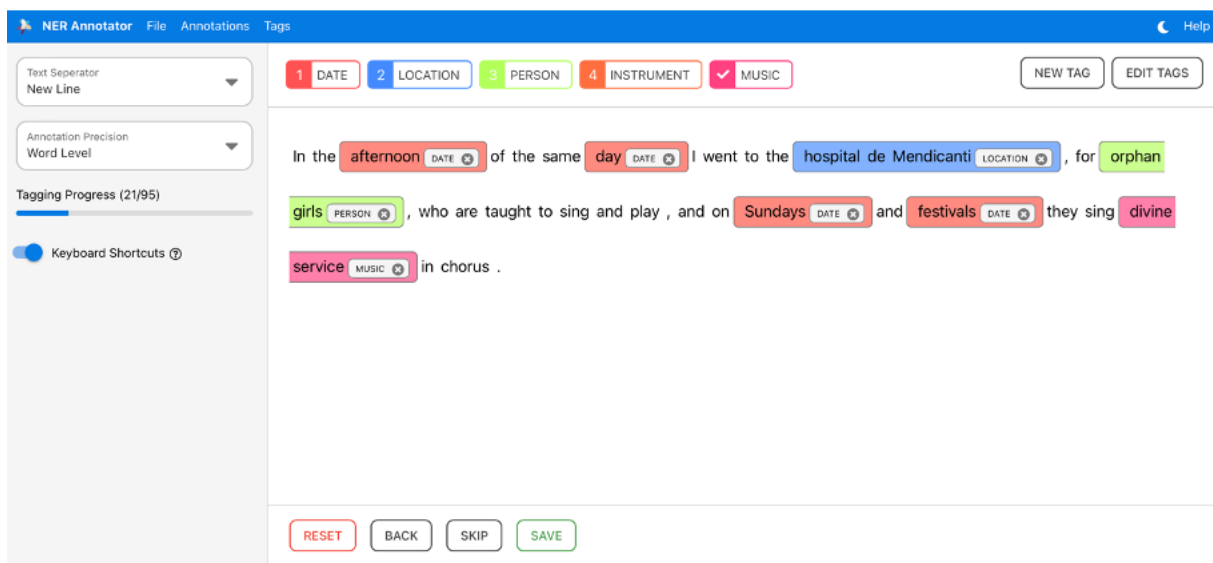 NER Annotator File Annotations Tags Help
Text Seperator
New Line
Annotation Precision
Word Level
Tagging Progress (21/95)
Keyboard Shortcuts
1 DATE 2 LOCATION 3 PERSON 4 INSTRUMENT MUSIC NEW TAG EDIT TAGS
In the afternoon DATE of the same day DATE I went to the hospital de Mendicanti LOCATION , for orphan
girls PERSON , who are taught to sing and play , and on Sundays DATE and festivals DATE they sing divine
service MUSIC in chorus .
RESET BACK SKIP SAVE